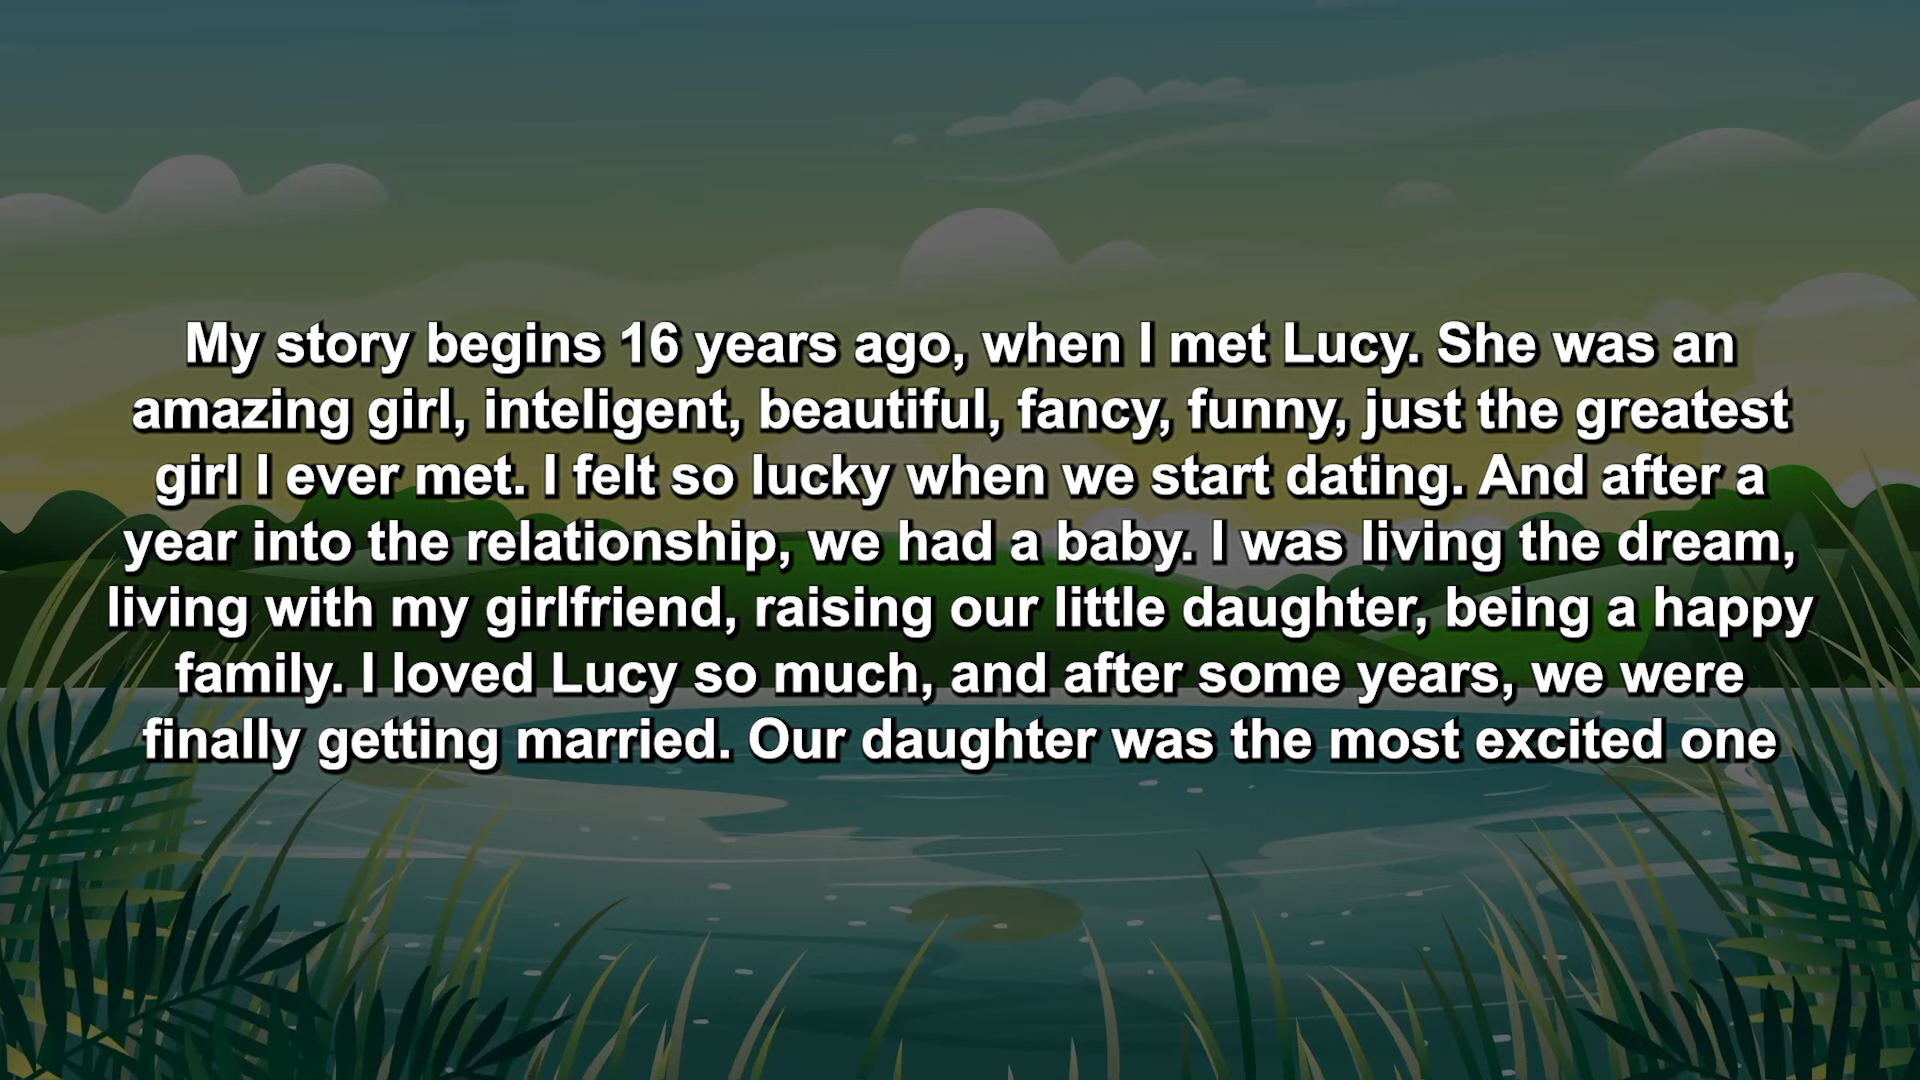 My story begins 16 years ago, when I met Lucy. She was an
amazing girl, inteligent, beautiful, fancy, funny, just the greatest
girl I ever met. I felt so lucky when we start dating. And after a
year into the relationship, we had a baby. I was living the dream,
living with my girlfriend, raising our little daughter, being a happy
family. I loved Lucy so much, and after some years, we were
finally getting married. Our daughter was the most excited one